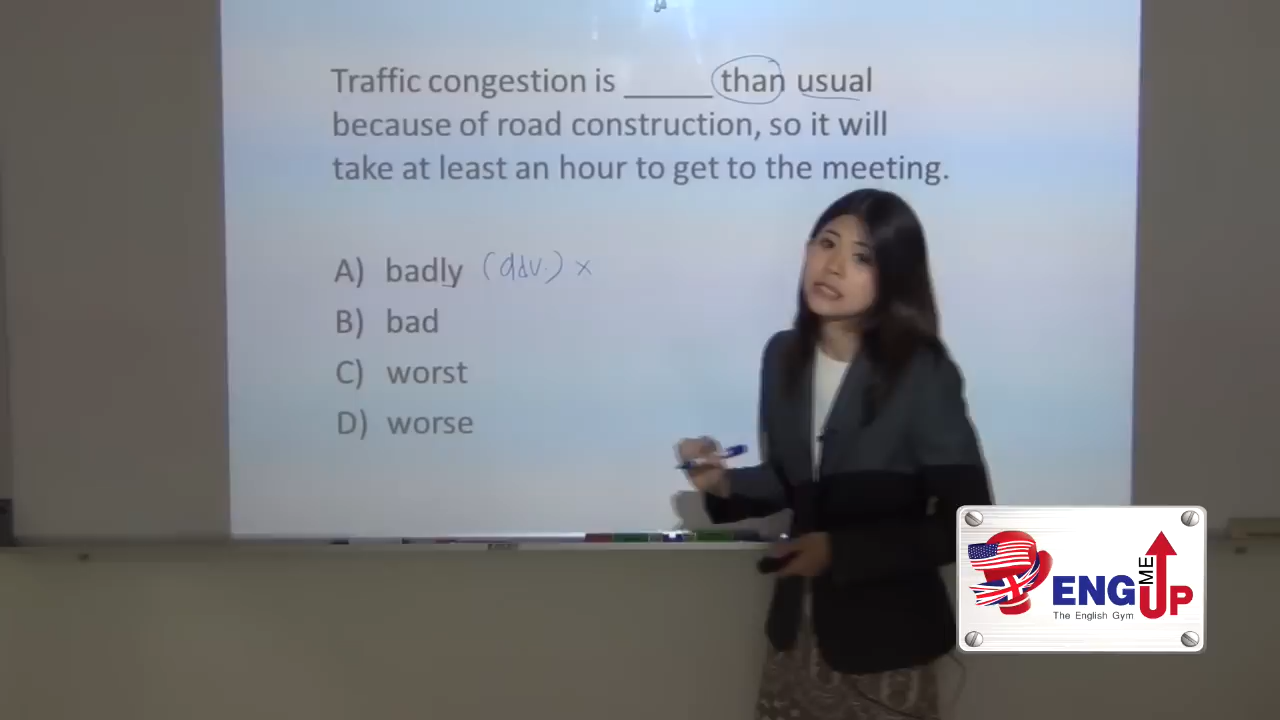 Traffic congestion is _____ than usual
because of road construction, so it will
take at least an hour to get to the meeting.
A) badly (adv.) ×
B) bad
C) worst
D) worse
ENG ME UP
The English Gym